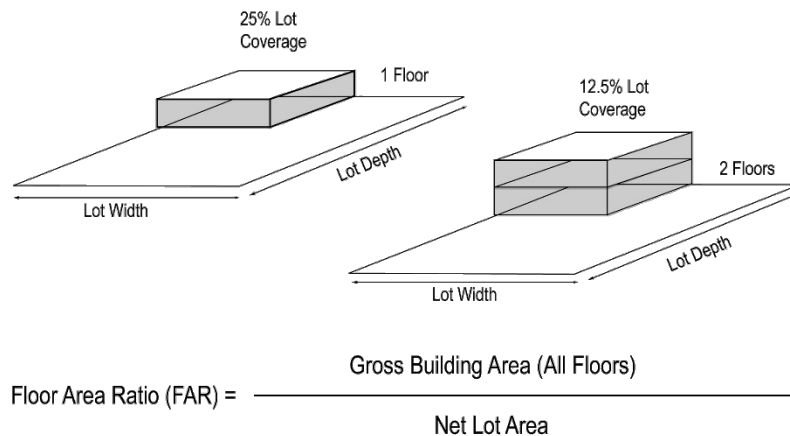 25% Lot
Coverage
1 Floor
Lot Depth
Lot Width
12.5% Lot
Coverage
2 Floors
Lot Depth
Lot Width
Gross Building Area (All Floors)
Floor Area Ratio (FAR) =
Net Lot Area